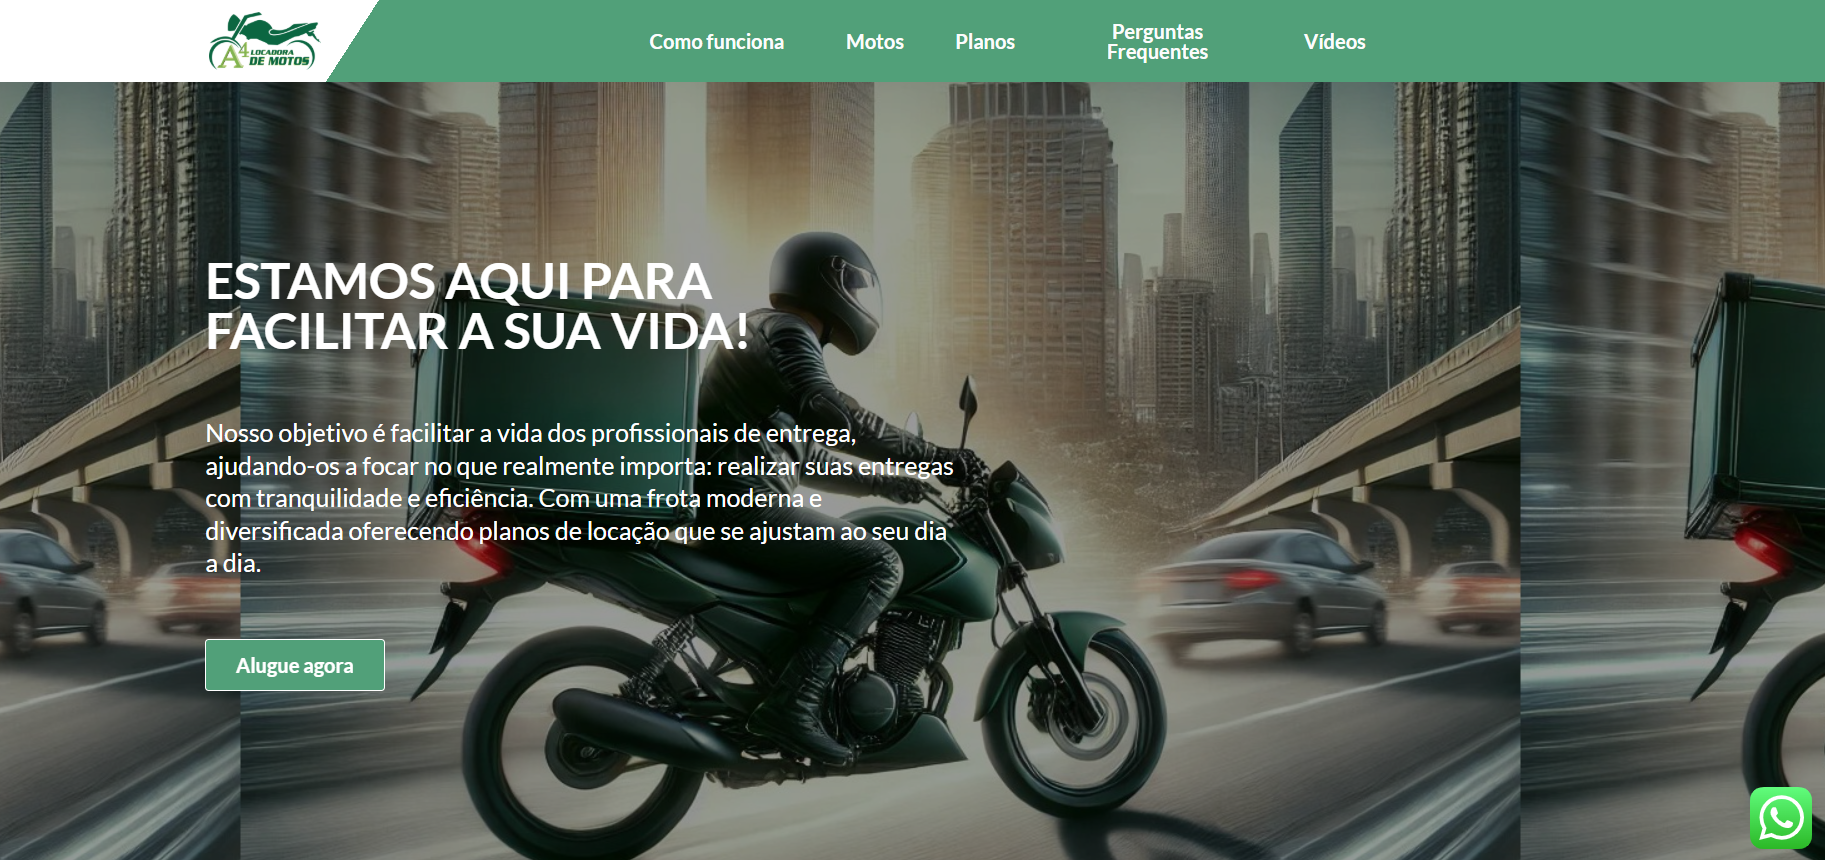 A4 LOCADORA
DE MOTOS
Como funciona
Motos
Planos
Perguntas
Frequentes
Vídeos
ESTAMOS AQUI PARA
FACILITAR A SUA VIDA!
Nosso objetivo é facilitar a vida dos profissionais de entrega,
ajudando-os a focar no que realmente importa: realizar suas entregas
com tranquilidade e eficiência. Com uma frota moderna e
diversificada oferecendo planos de locação que se ajustam ao seu dia
a dia.
Alugue agora